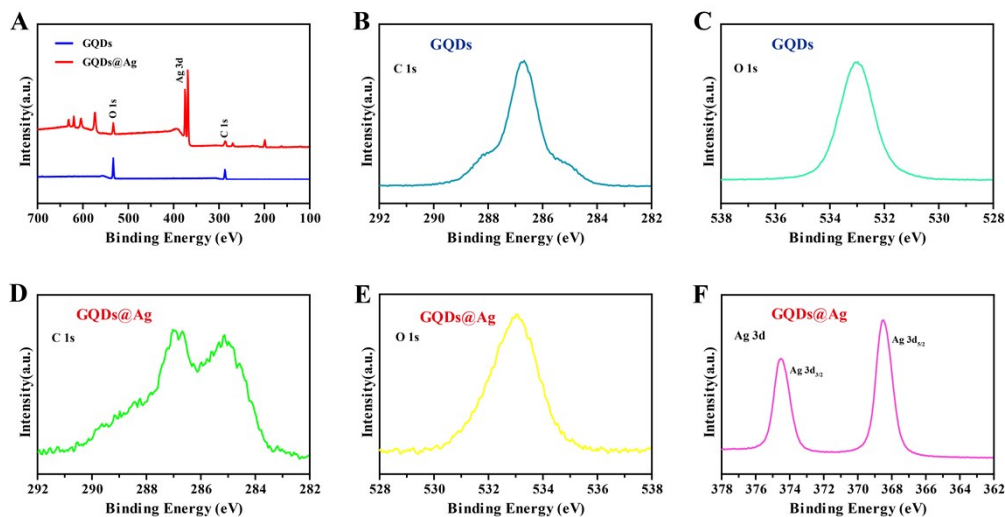 A
GQDs
GQDs@Ag
O 1s
Ag 3d
C 1s
Intensity(a.u.)
700 600 500 400 300 200 100
Binding Energy (eV)
B
GQDs
C 1s
Intensity(a.u.)
292 290 288 286 284 282
Binding Energy (eV)
C
GQDs
O 1s
Intensity(a.u.)
538 536 534 532 530 528
Binding Energy (eV)
D
GQDs@Ag
C 1s
Intensity(a.u.)
292 290 288 286 284 282
Binding Energy (eV)
E
GQDs@Ag
O 1s
Intensity(a.u.)
528 530 532 534 536 538
Binding Energy (eV)
F
GQDs@Ag
Ag 3d
Ag 3d3/2
Ag 3d5/2
Intensity(a.u.)
378 376 374 372 370 368 366 364 362
Binding Energy (eV)